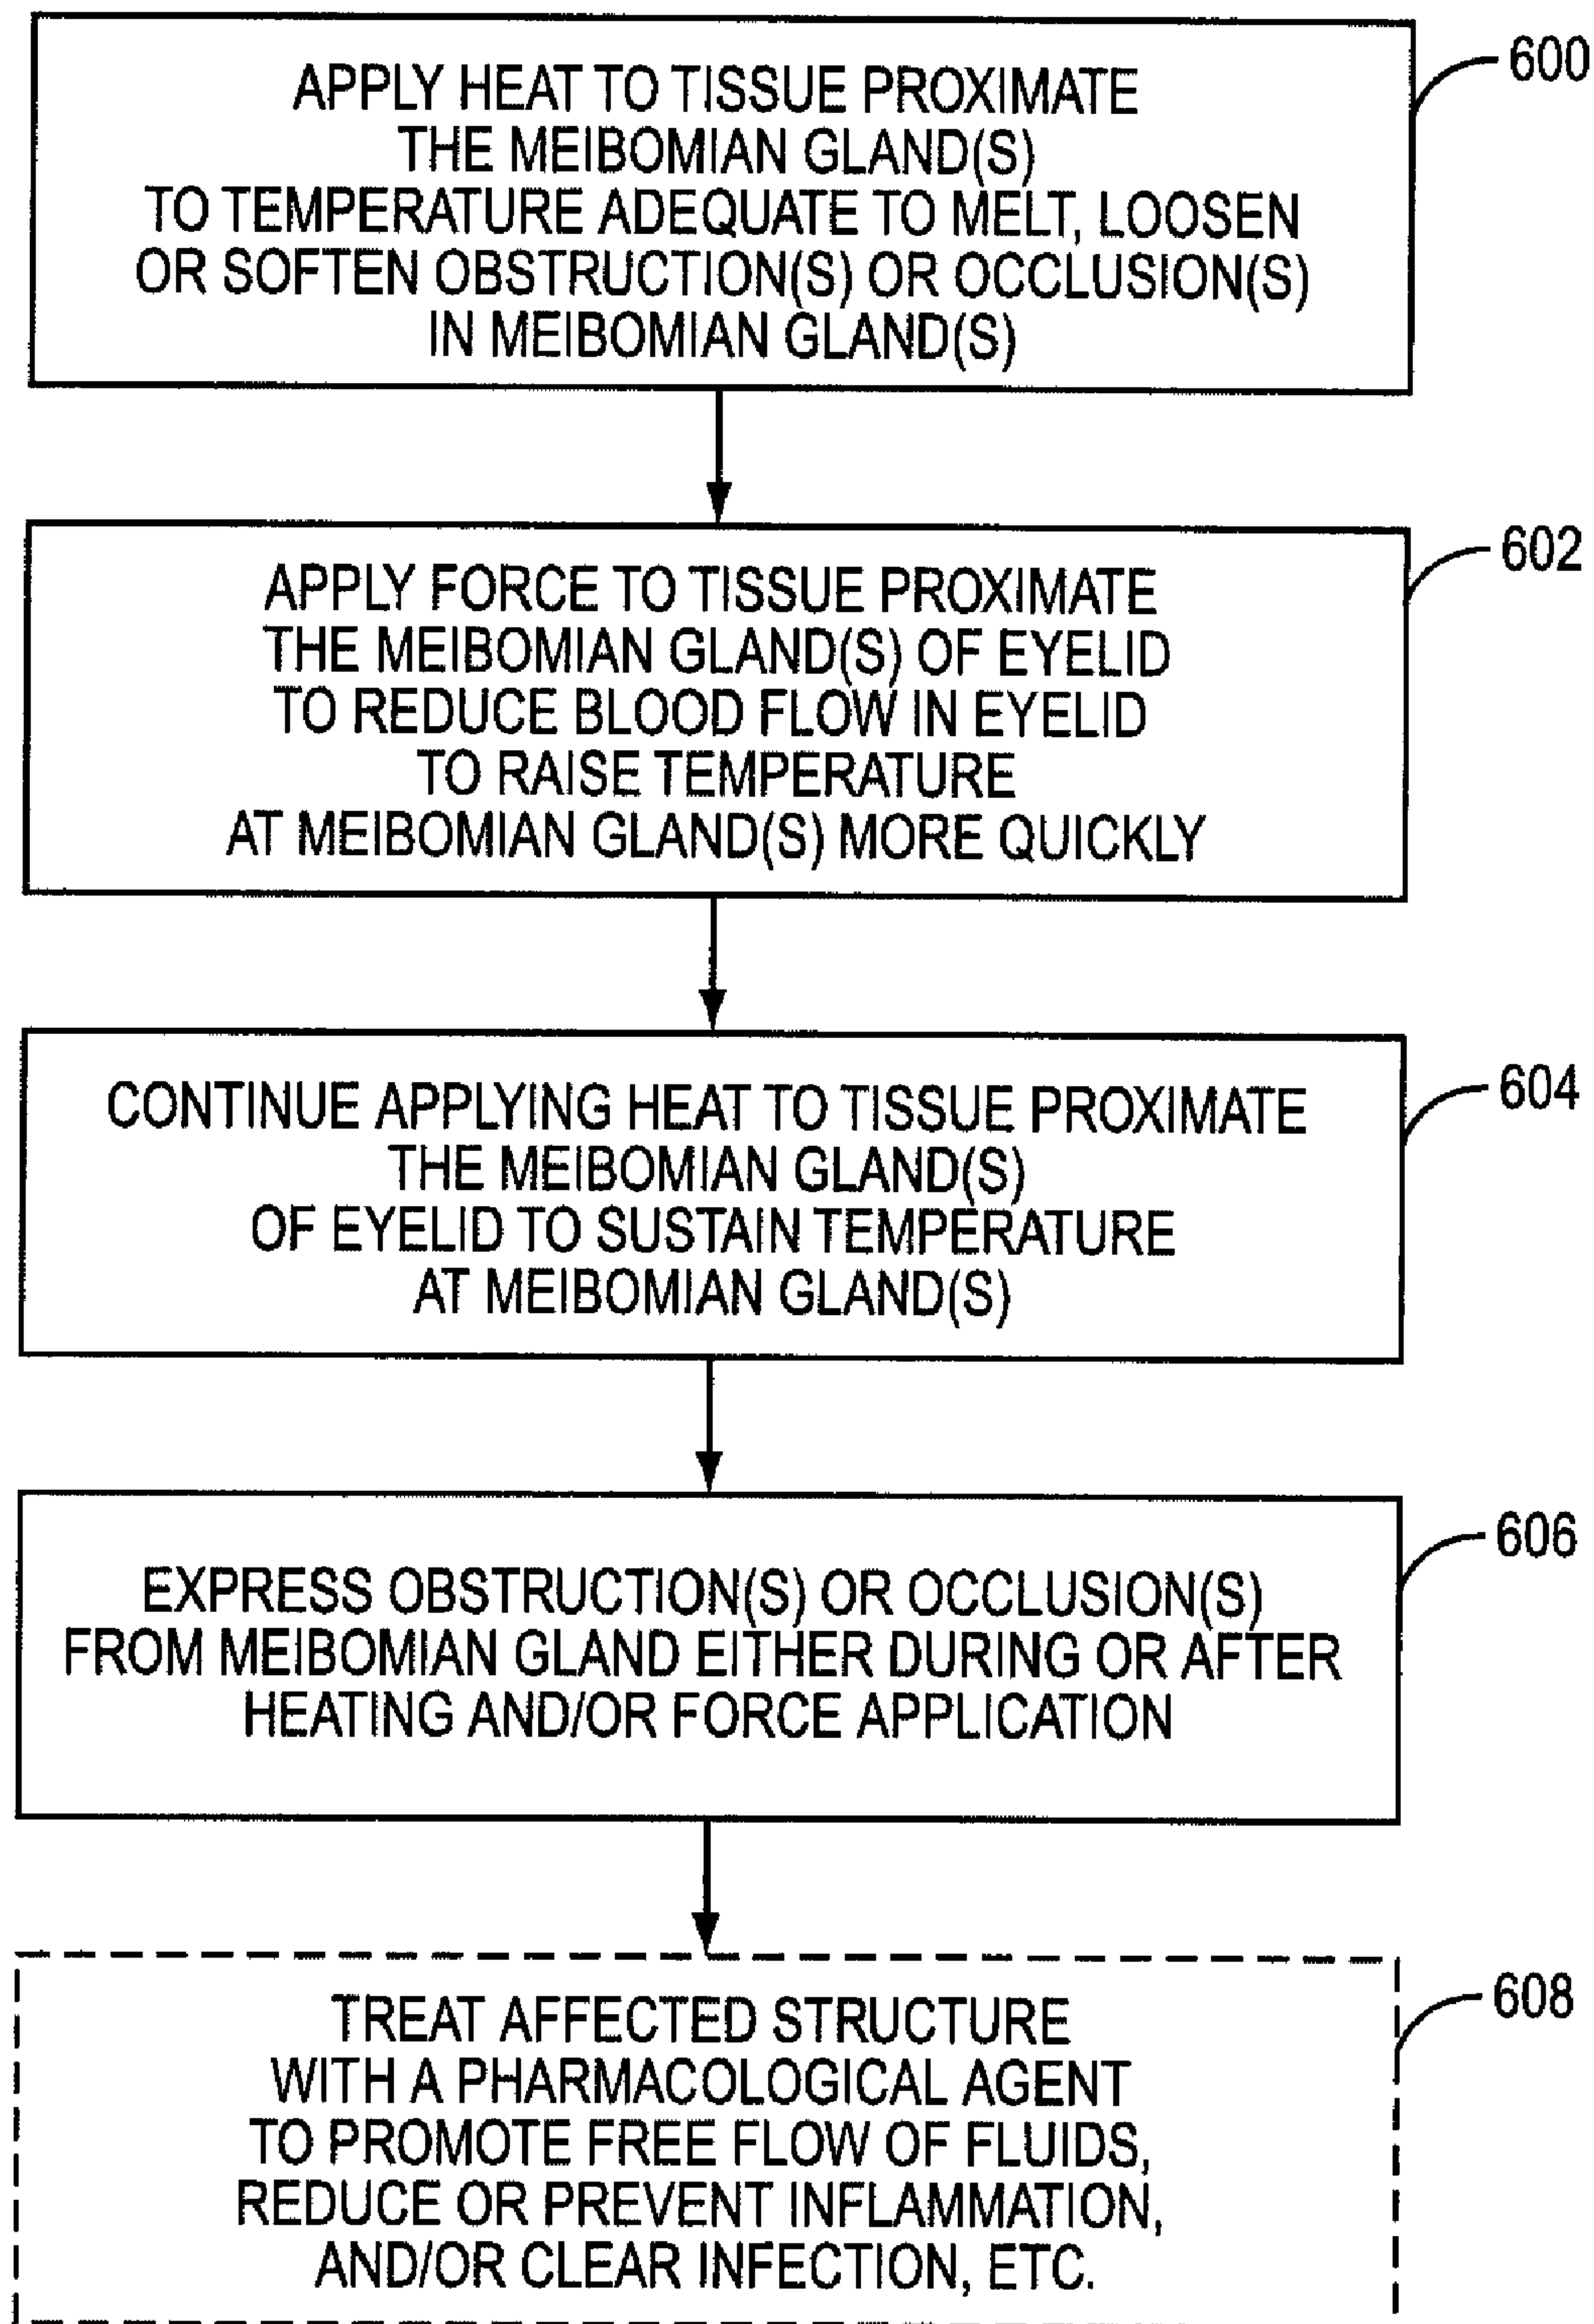 APPLY HEAT TO TISSUE PROXIMATE
THE MEIBOMIAN GLAND(S)
TO TEMPERATURE ADEQUATE TO MELT, LOOSEN
OR SOFTEN OBSTRUCTION(S) OR OCCLUSION(S)
IN MEIBOMIAN GLAND(S)
600
APPLY FORCE TO TISSUE PROXIMATE
THE MEIBOMIAN GLAND(S) OF EYELID
TO REDUCE BLOOD FLOW IN EYELID
TO RAISE TEMPERATURE
AT MEIBOMIAN GLAND(S) MORE QUICKLY
602
CONTINUE APPLYING HEAT TO TISSUE PROXIMATE
THE MEIBOMIAN GLAND(S)
OF EYELID TO SUSTAIN TEMPERATURE
AT MEIBOMIAN GLAND(S)
604
EXPRESS OBSTRUCTION(S) OR OCCLUSION(S)
FROM MEIBOMIAN GLAND EITHER DURING OR AFTER
HEATING AND/OR FORCE APPLICATION
606
TREAT AFFECTED STRUCTURE
WITH A PHARMACOLOGICAL AGENT
TO PROMOTE FREE FLOW OF FLUIDS,
REDUCE OR PREVENT INFLAMMATION,
AND/OR CLEAR INFECTION, ETC.
608